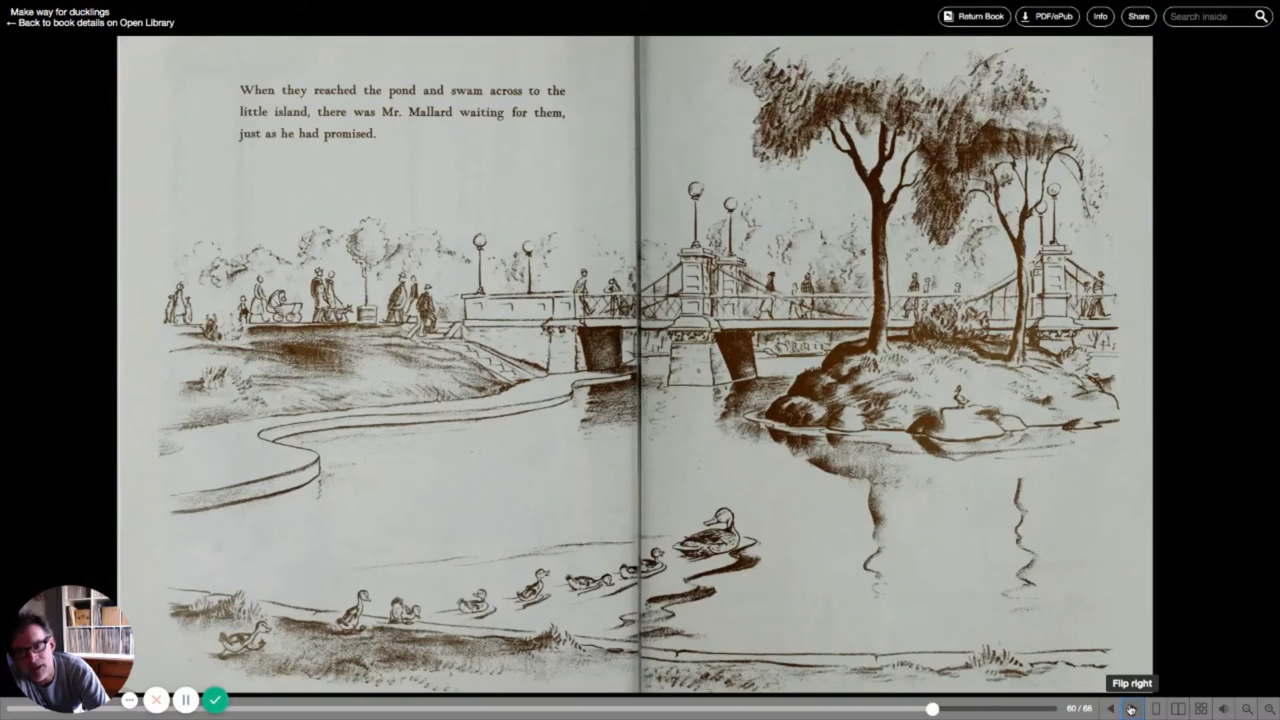 Make way for ducklings
← Back to book details on Open Library
Return Book
PDF/ePub
Info
Share
Search inside
When they reached the pond and swam across to the
little island, there was Mr. Mallard waiting for them,
just as he had promised.
Flip right
60 / 68